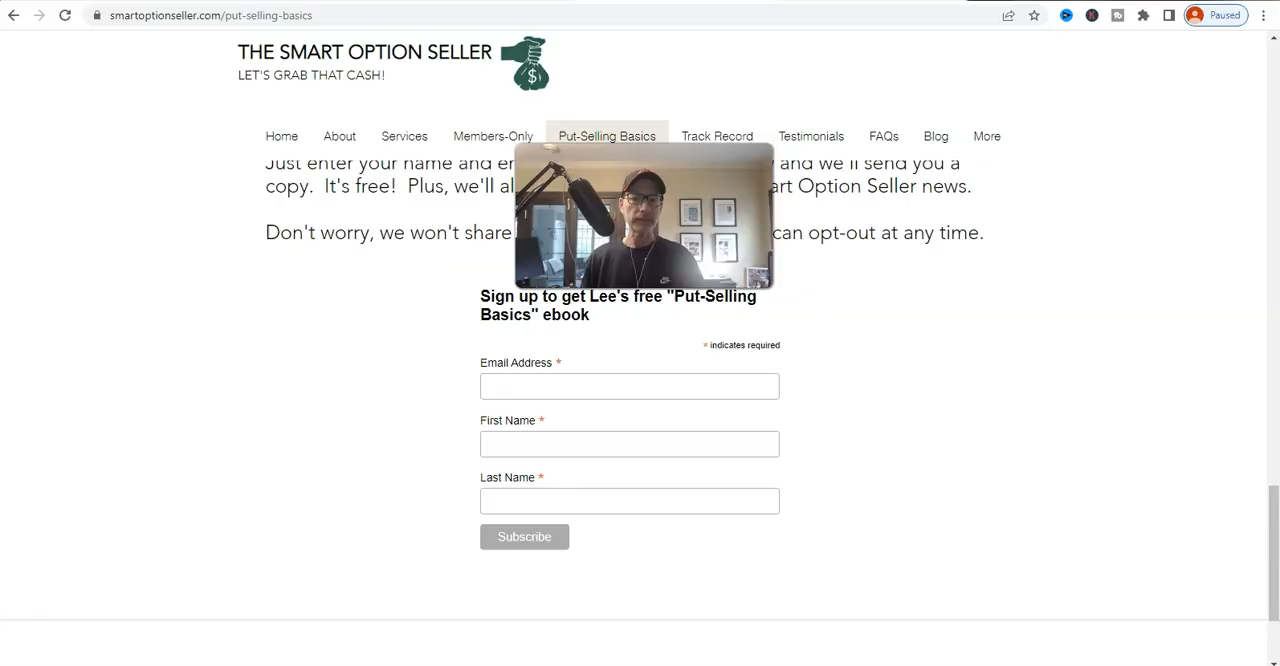 smartoptionseller.com/put-selling-basics
Paused
THE SMART OPTION SELLER
LET'S GRAB THAT CASH!
$
Home About Services Members-Only Put-Selling Basics Track Record Testimonials FAQs Blog More
Just enter your name and and we'll send you a
copy. It's free! Plus, we'll Option Seller news.
Don't worry, we won't share can opt-out at any time.
Sign up to get Lee's free "Put-Selling
Basics" ebook
* indicates required
Email Address *
First Name *
Last Name *
Subscribe